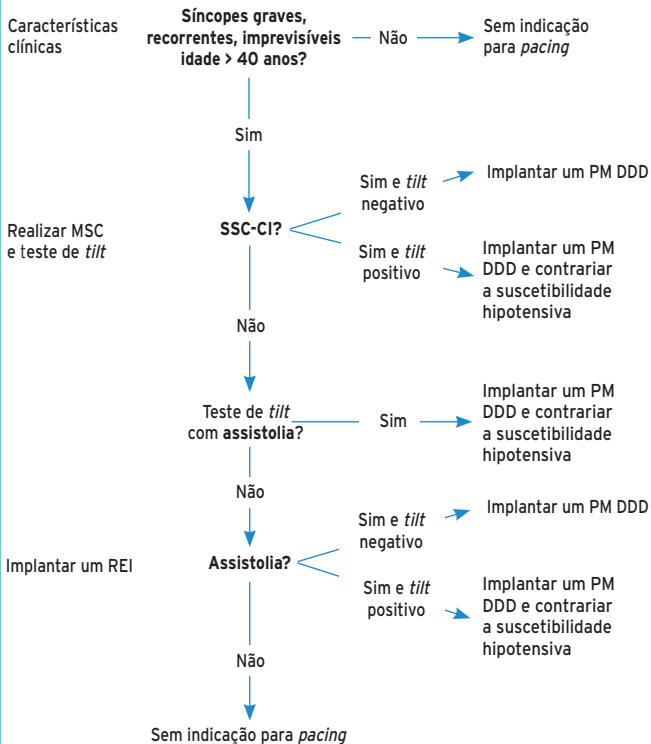 Características
clínicas
Síncopes graves,
recorrentes, imprevisíveis
idade > 40 anos?
Não
Sem indicação
para pacing
Sim
Realizar MSC
e teste de tilt
SSC-CI?
Sim e tilt
negativo
Implantar um PM DDD
Sim e tilt
positivo
Implantar um PM
DDD e contrariar
a suscetibilidade
hipotensiva
Não
Teste de tilt
com assistolia?
Sim
Implantar um PM
DDD e contrariar
a suscetibilidade
hipotensiva
Não
Implantar um REI
Assistolia?
Sim e tilt
negativo
Implantar um PM DDD
Sim e tilt
positivo
Implantar um PM
DDD e contrariar
a suscetibilidade
hipotensiva
Não
Sem indicação para pacing